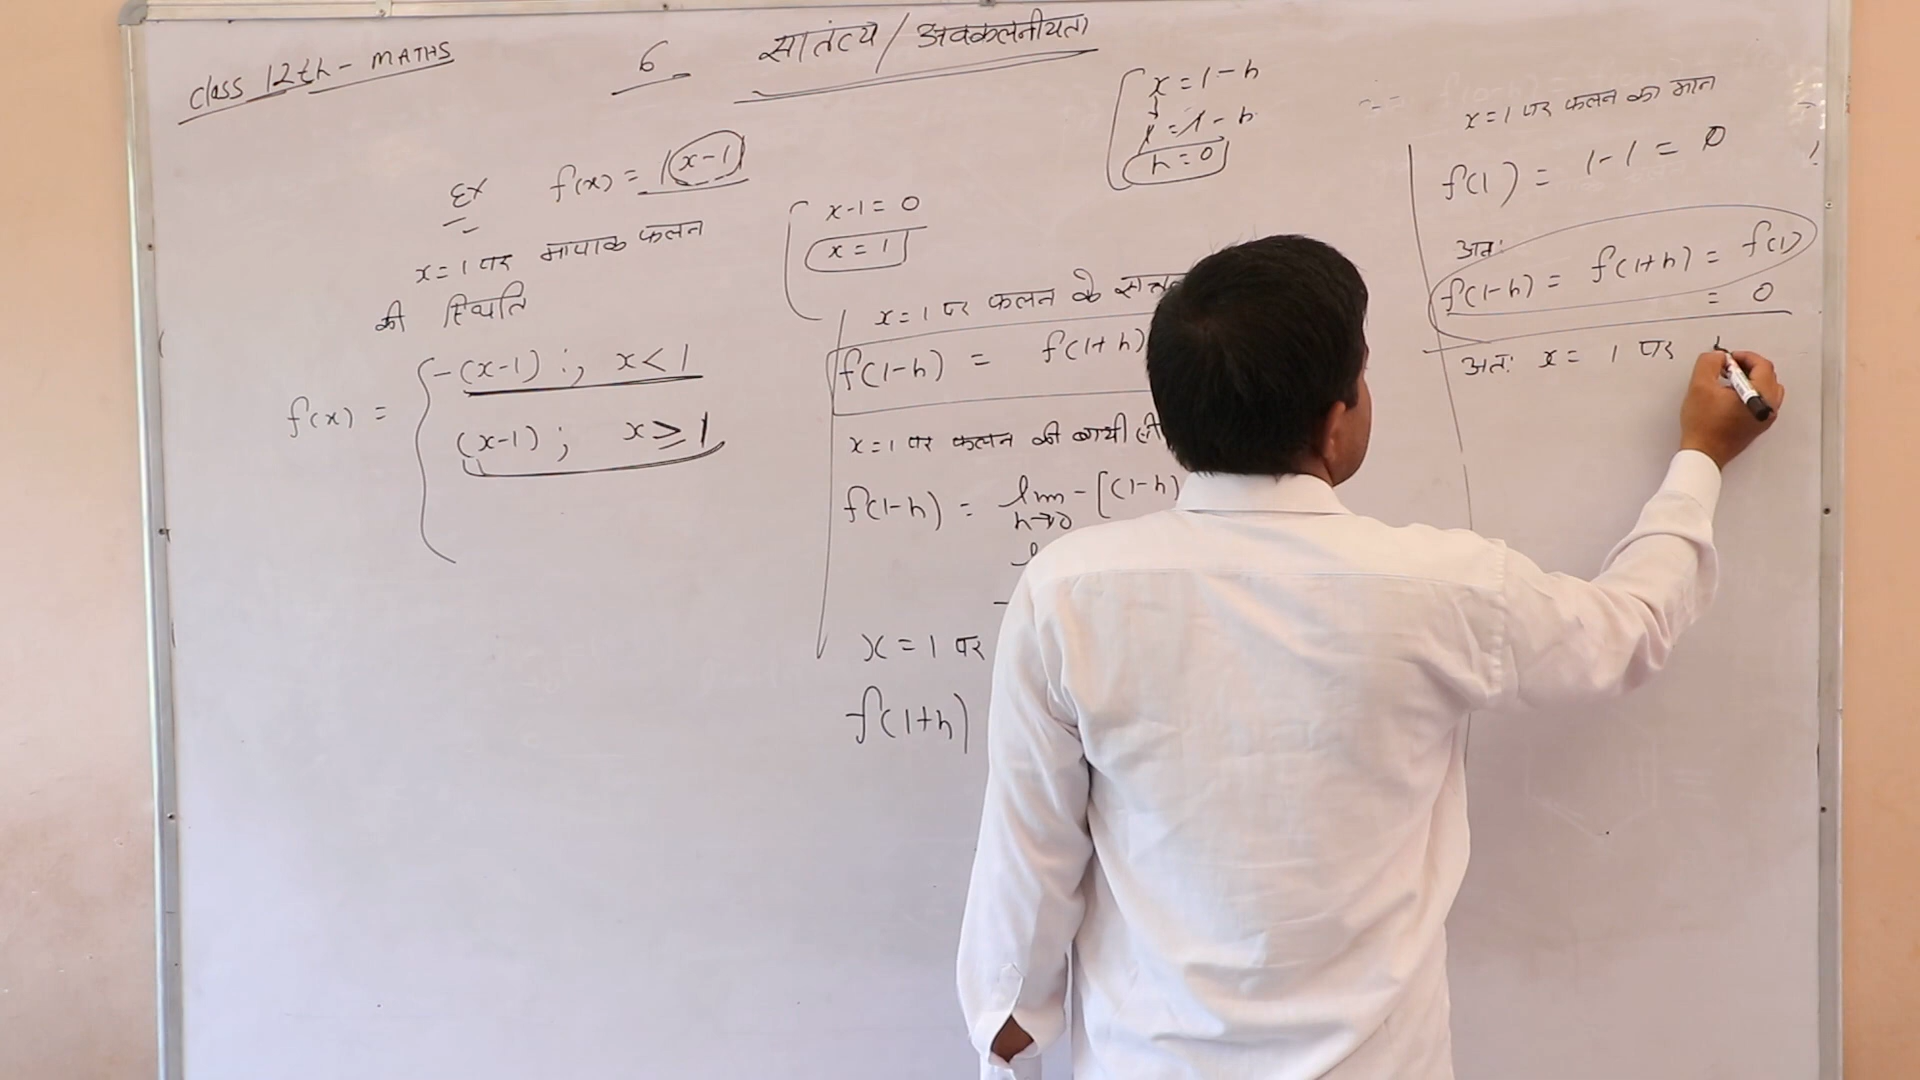 class 12th - MATHS
6 सातंत्य / अवकलनीयता
Ex f(x) = |(x-1)|
x = 1 पर मापाक फलन
की स्थिति
f(x) = { -(x-1) ; x < 1
(x-1) ; x ≥ 1
x-1 = 0
x = 1
x = 1-h
1 = 1-h
h = 0
x = 1 पर फलन के
f(1-h) = f(1+h)
x = 1 पर फलन की बायी
f(1-h) = lim -[(1-h)
h→0
x = 1 पर
f(1+h)
x = 1 पर फलन का मान
f(1) = 1-1 = 0
अतः
f(1-h) = f(1+h) = f(1)
= 0
अतः x = 1 पर